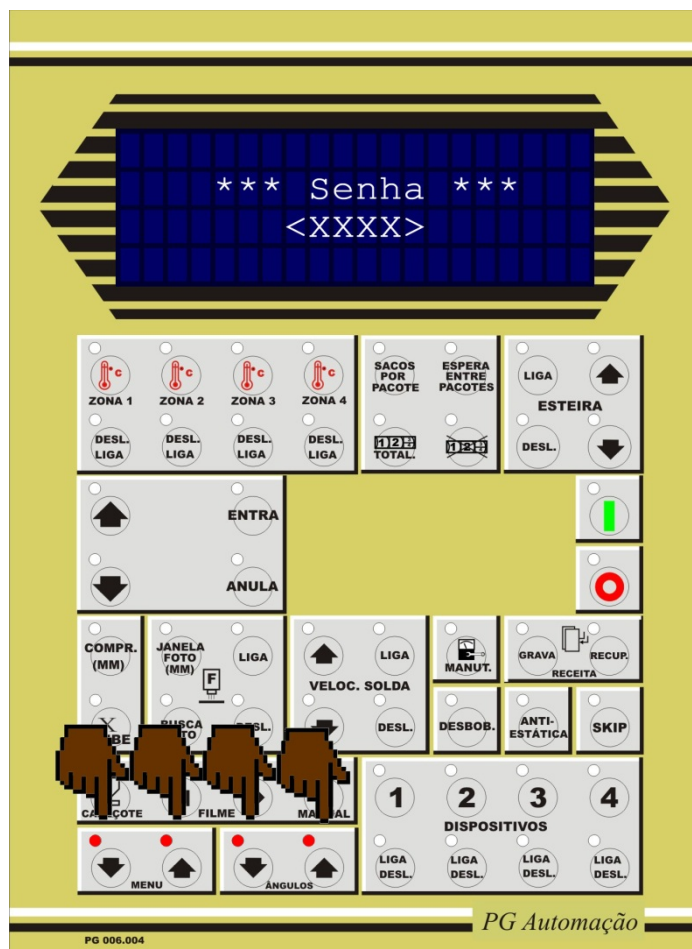 *** Senha ***
<XXXX>
°c °c °c °c
ZONA 1 ZONA 2 ZONA 3 ZONA 4
DESL. LIGA DESL. LIGA DESL. LIGA DESL. LIGA
SACOS POR PACOTE
ESPERA ENTRE PACOTES
TOTAL.
LIGA
ESTEIRA
DESL.
ENTRA
ANULA
COMPR. (MM)
JANELA FOTO (MM)
LIGA
F
DESL.
LIGA
VELOC. SOLDA
DESL.
MANUT.
GRAVA RECUP.
RECEITA
DESBOB.
ANTI-ESTÁTICA
SKIP
X
FILME
1 2 3 4
DISPOSITIVOS
LIGA DESL. LIGA DESL. LIGA DESL. LIGA DESL.
MENU
ÂNGULOS
PG Automação
PG 006.004